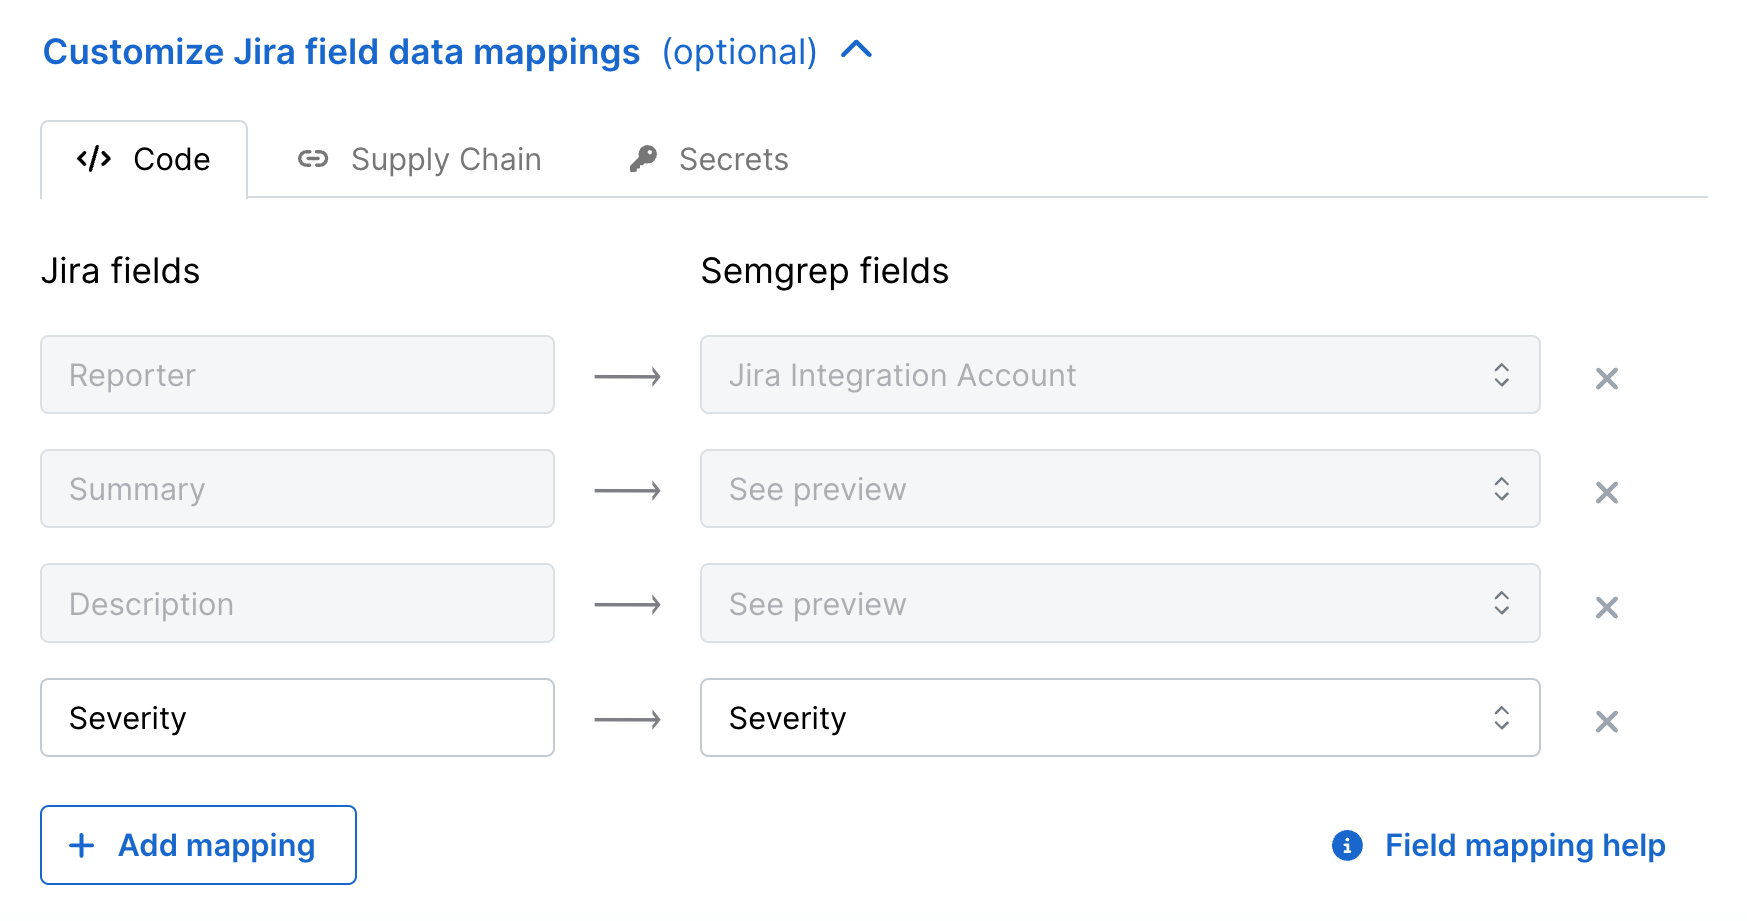 Customize Jira field data mappings (optional)
Code Supply Chain Secrets
Jira fields Semgrep fields
Reporter Jira Integration Account
Summary See preview
Description See preview
Severity Severity
Add mapping Field mapping help